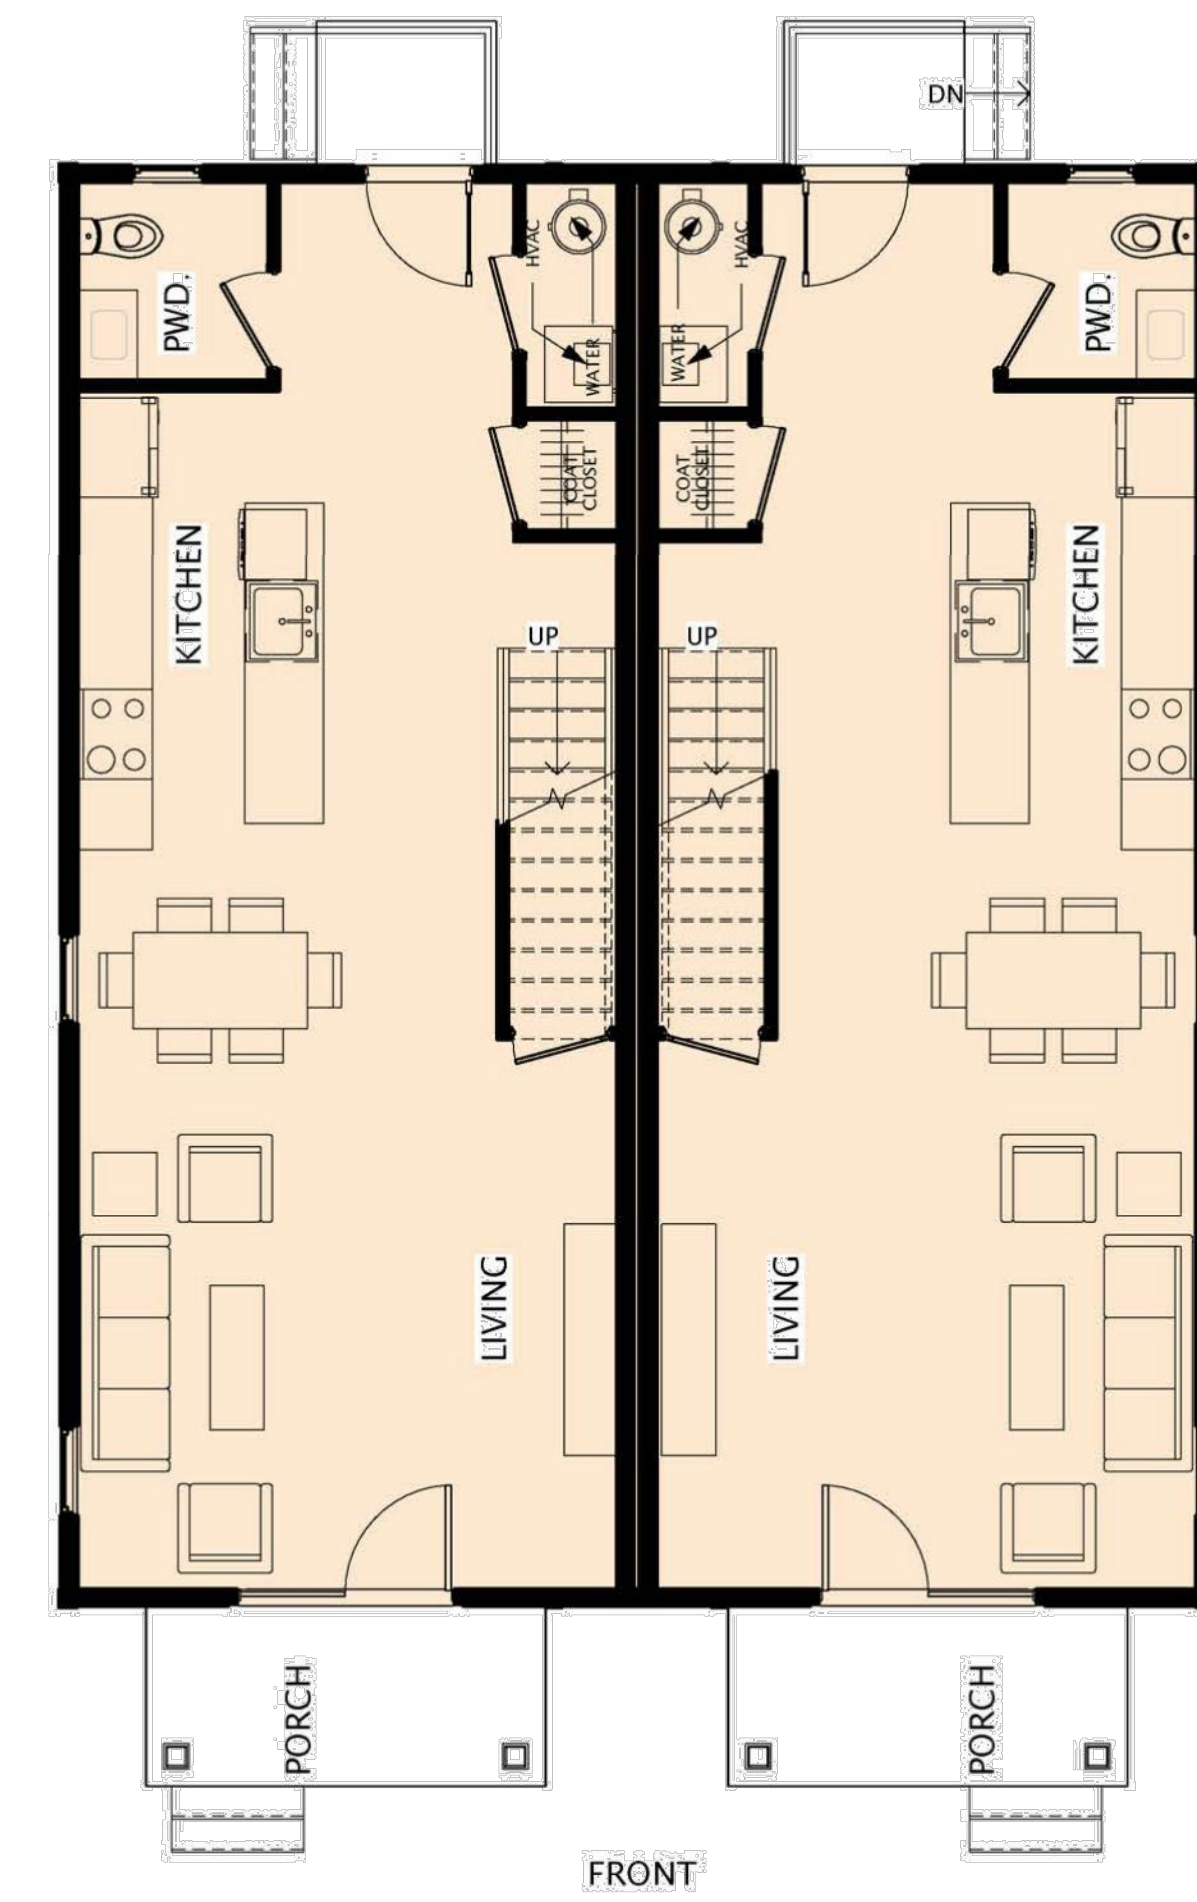 DN
HVAC
HVAC
PWD.
PWD.
WATER
WATER
COAT
CLOSET
COAT
CLOSET
KITCHEN
KITCHEN
UP
UP
LIVING
LIVING
PORCH
PORCH
FRONT